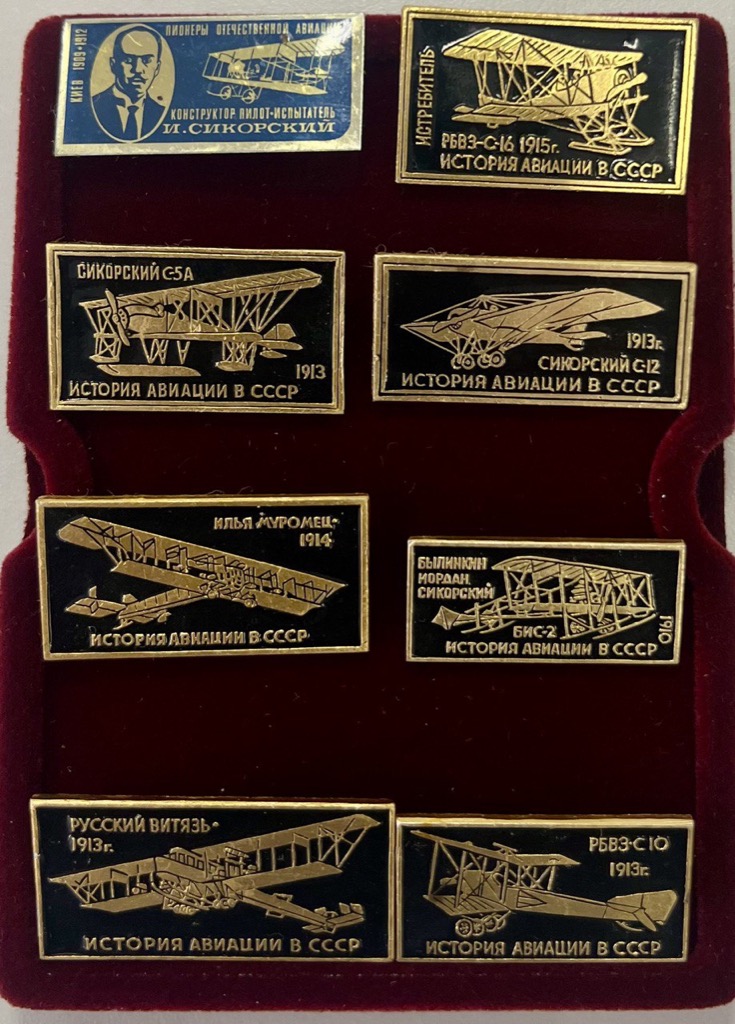 КИЕВ 1909-1912
ПИОНЕРЫ ОТЕЧЕСТВЕННОЙ АВИАЦИИ
КОНСТРУКТОР ПИЛОТ-ИСПЫТАТЕЛЬ
И.СИКОРСКИЙ
ИСТРЕБИТЕЛЬ
РБВЗ-С-16 1915г.
ИСТОРИЯ АВИАЦИИ В СССР
СИКОРСКИЙ С-5А
1913
ИСТОРИЯ АВИАЦИИ В СССР
1913г.
СИКОРСКИЙ С-12
ИСТОРИЯ АВИАЦИИ В СССР
ИЛЬЯ МУРОМЕЦ-
1914
ИСТОРИЯ АВИАЦИИ В СССР
БЫЛИНКИН
ИОРДАН
СИКОРСКИЙ
БИС-2
1910
ИСТОРИЯ АВИАЦИИ В СССР
РУССКИЙ ВИТЯЗЬ-
1913г.
ИСТОРИЯ АВИАЦИИ В СССР
РБВЗ-С10
1913г.
ИСТОРИЯ АВИАЦИИ В СССР